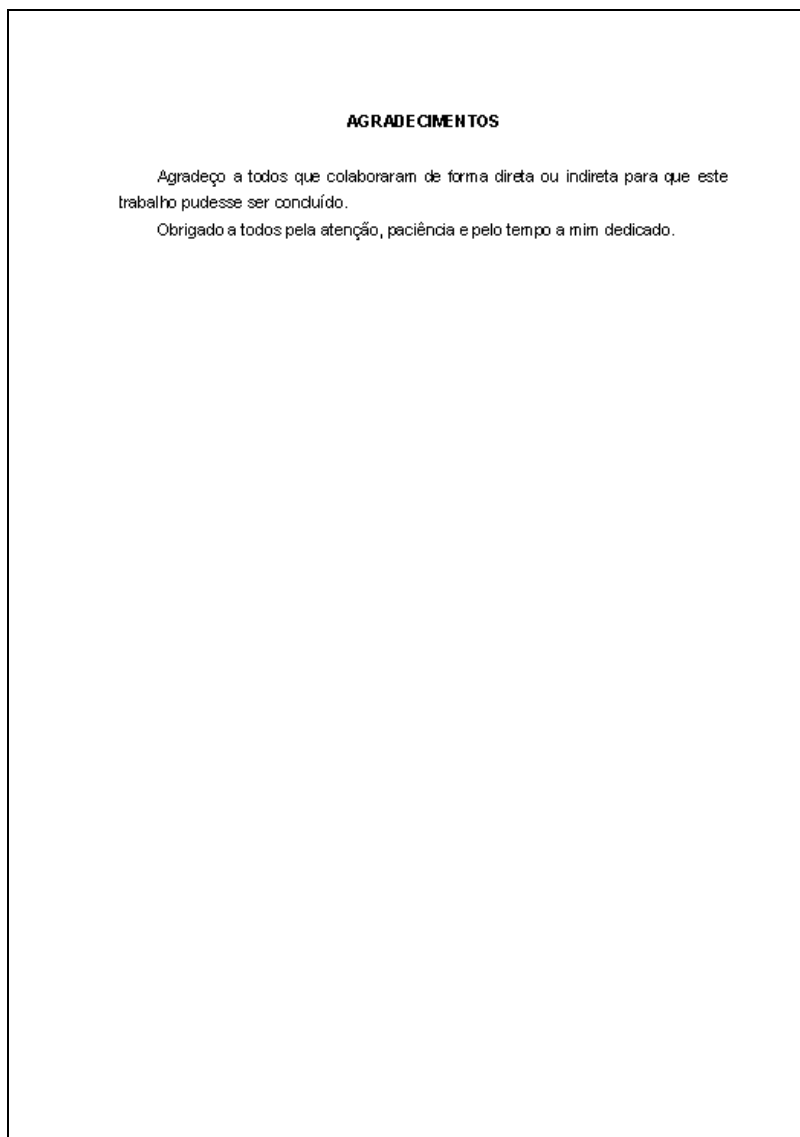 AGRADECIMENTOS
Agradeço a todos que colaboraram de forma direta ou indireta para que este
trabalho pudesse ser concluído.
Obrigado a todos pela atenção, paciência e pelo tempo a mim dedicado.